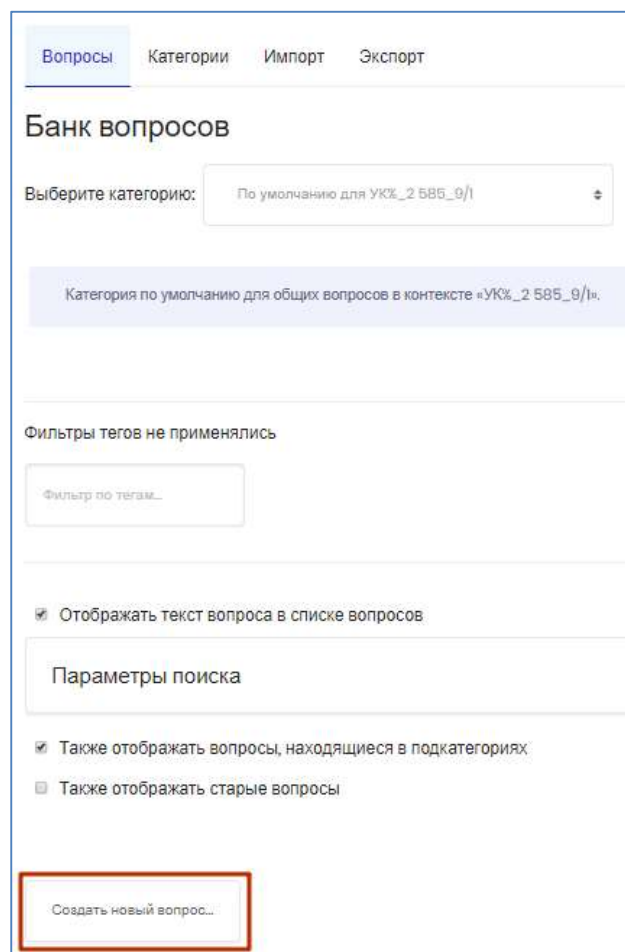 Вопросы Категории Импорт Экспорт
Банк вопросов
Выберите категорию: По умолчанию для УК%_2 585_9/1
Категория по умолчанию для общих вопросов в контексте «УК%_2 585_9/1».
Фильтры тегов не применялись
Фильтр по тегам...
Отображать текст вопроса в списке вопросов
Параметры поиска
Также отображать вопросы, находящиеся в подкатегориях
Также отображать старые вопросы
Создать новый вопрос...